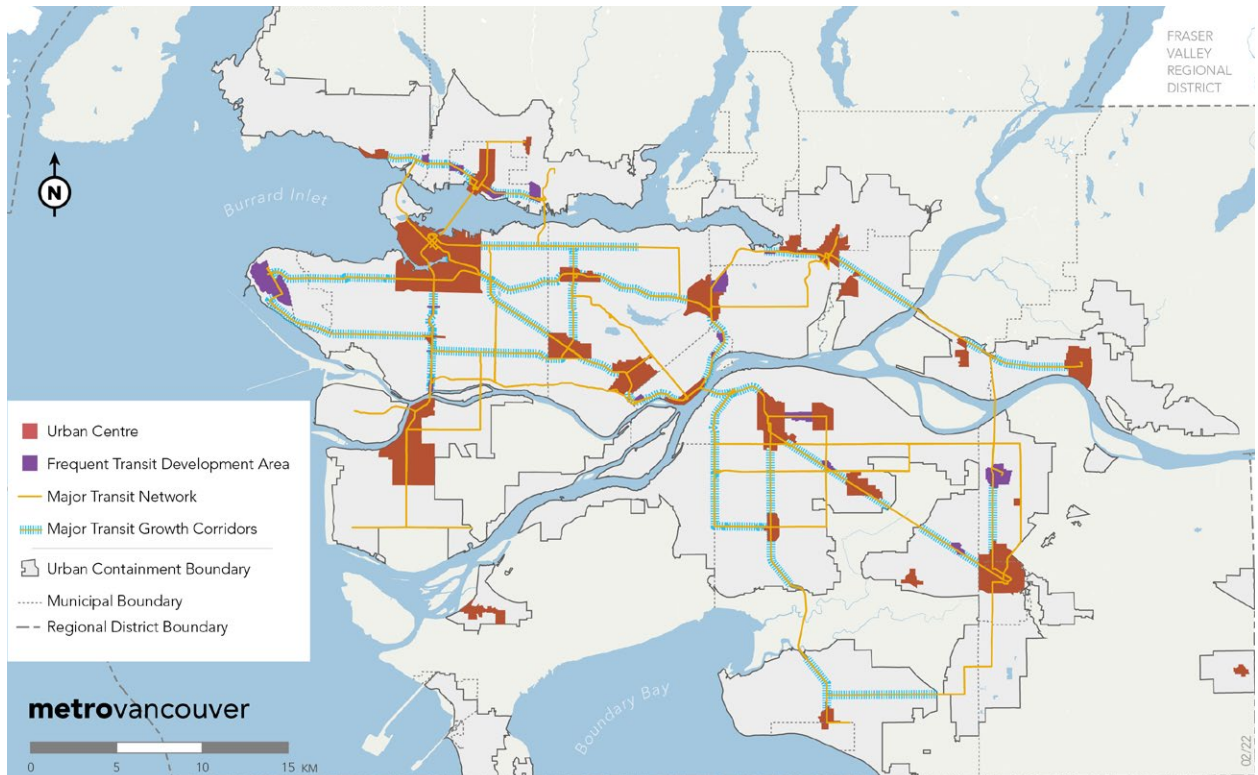 FRASER
VALLEY
REGIONAL
DISTRICT
N
Burrard Inlet
Urban Centre
Frequent Transit Development Area
Major Transit Network
Major Transit Growth Corridors
Urban Containment Boundary
Municipal Boundary
Regional District Boundary
Boundary Bay
metrovancouver
0 5 10 15 KM
02/22